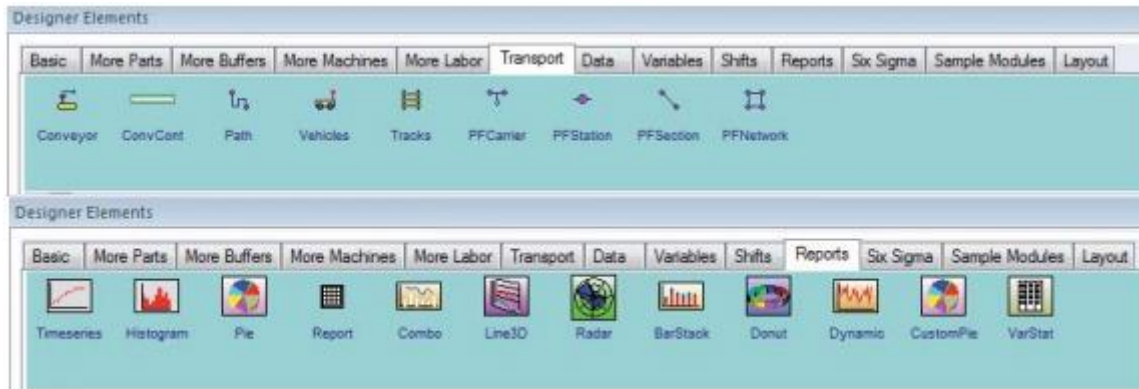 Designer Elements
Basic More Parts More Buffers More Machines More Labor Transport Data Variables Shifts Reports Six Sigma Sample Modules Layout
Conveyor ConvCont Path Vehicles Tracks PFCarrier PFStation PFSection PFNetwork
Designer Elements
Basic More Parts More Buffers More Machines More Labor Transport Data Variables Shifts Reports Six Sigma Sample Modules Layout
Timeseries Histogram Pie Report Combo Line3D Radar BarStack Donut Dynamic CustomPie VarStat